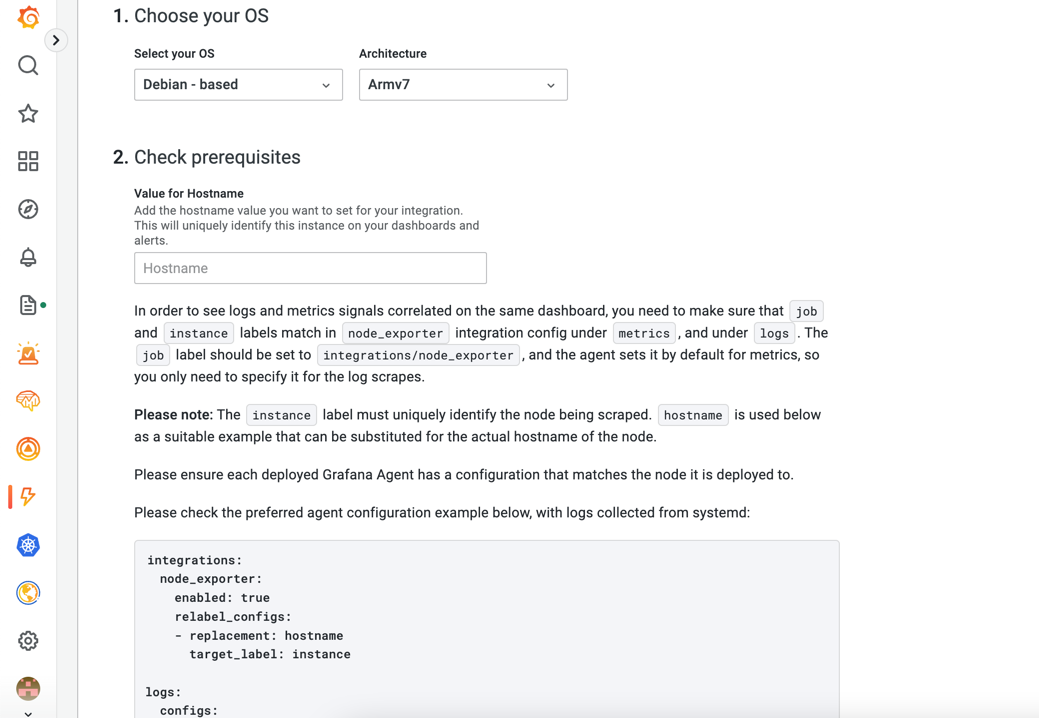 1. Choose your OS
Select your OS
Architecture
Debian - based
Armv7
2. Check prerequisites
Value for Hostname
Add the hostname value you want to set for your integration.
This will uniquely identify this instance on your dashboards and
alerts.
Hostname
In order to see logs and metrics signals correlated on the same dashboard, you need to make sure that job
and instance labels match in node_exporter integration config under metrics, and under logs. The
job label should be set to integrations/node_exporter, and the agent sets it by default for metrics, so
you only need to specify it for the log scrapes.
Please note: The instance label must uniquely identify the node being scraped. hostname is used below
as a suitable example that can be substituted for the actual hostname of the node.
Please ensure each deployed Grafana Agent has a configuration that matches the node it is deployed to.
Please check the preferred agent configuration example below, with logs collected from systemd:
integrations:
  node_exporter:
    enabled: true
    relabel_configs:
    - replacement: hostname
      target_label: instance
logs:
  configs: